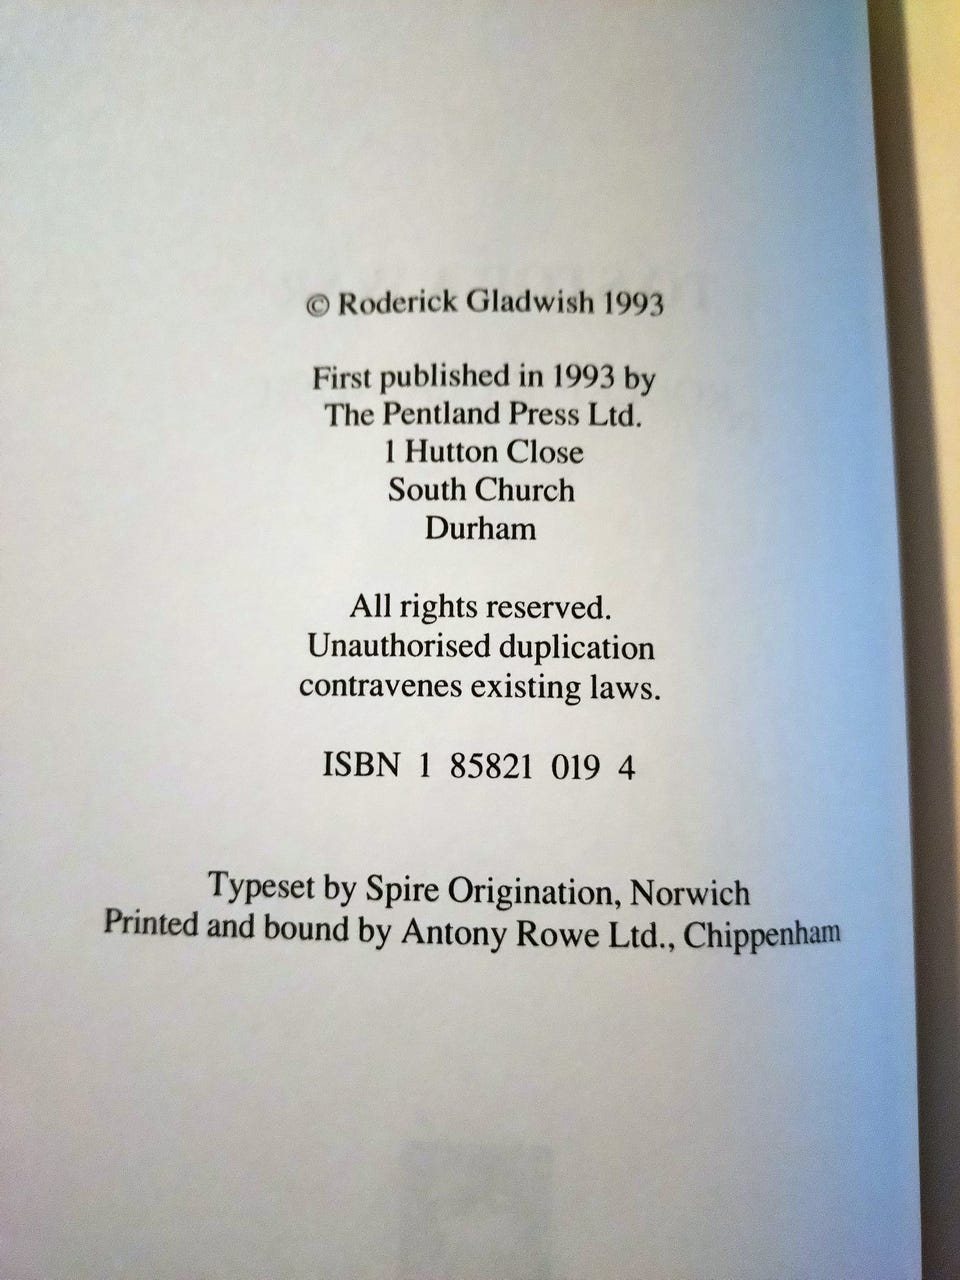 © Roderick Gladwish 1993
First published in 1993 by
The Pentland Press Ltd.
1 Hutton Close
South Church
Durham
All rights reserved.
Unauthorised duplication
contravenes existing laws.
ISBN 1 85821 019 4
Typeset by Spire Origination, Norwich
Printed and bound by Antony Rowe Ltd., Chippenham